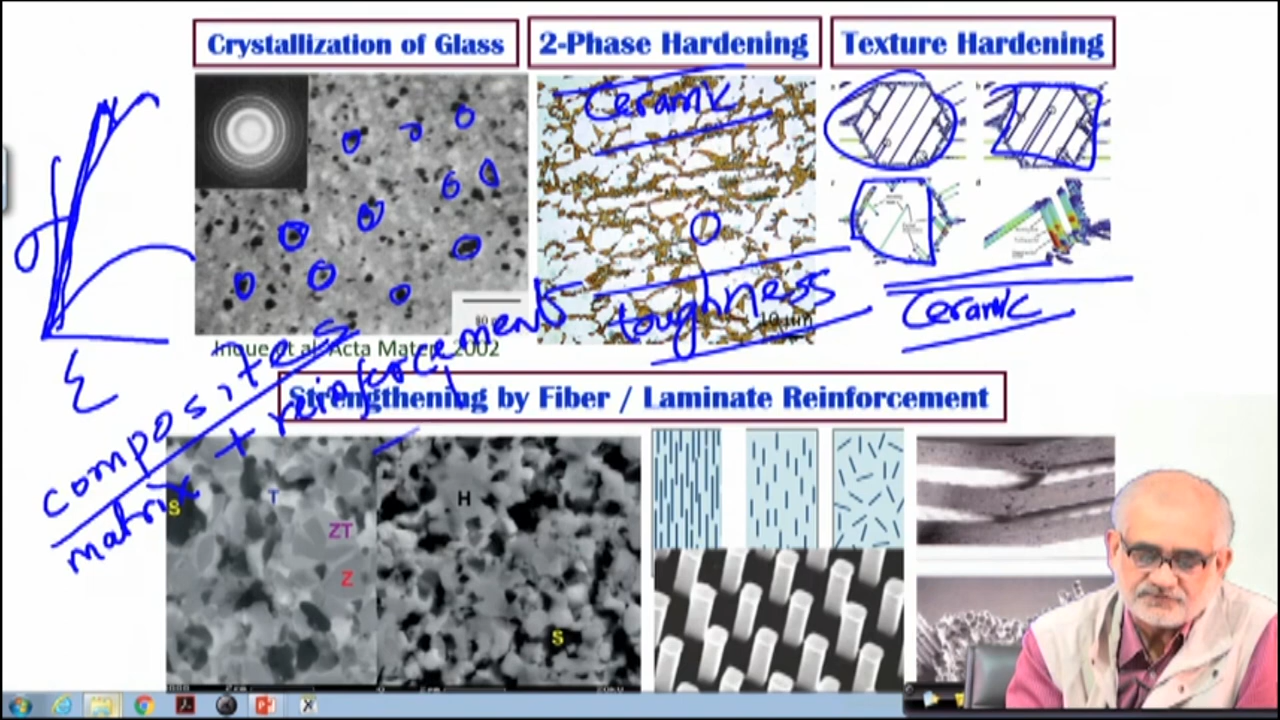 Crystallization of Glass
2-Phase Hardening
Texture Hardening
Ceramic
σ
ε
toughness
10 μm
Ceramic
Inoue et al. Acta Mater. 2002
composites
matrix + reinforcements
Strengthening by Fiber / Laminate Reinforcement
S
T
ZT
Z
H
S